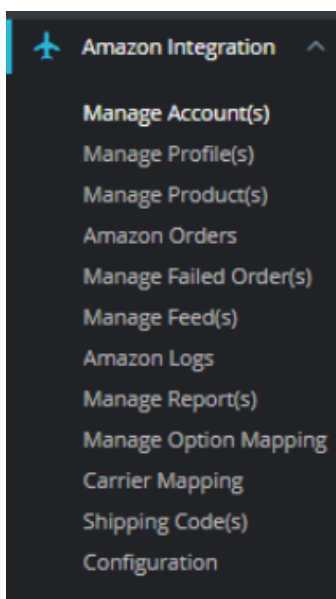 Amazon Integration
Manage Account(s)
Manage Profile(s)
Manage Product(s)
Amazon Orders
Manage Failed Order(s)
Manage Feed(s)
Amazon Logs
Manage Report(s)
Manage Option Mapping
Carrier Mapping
Shipping Code(s)
Configuration